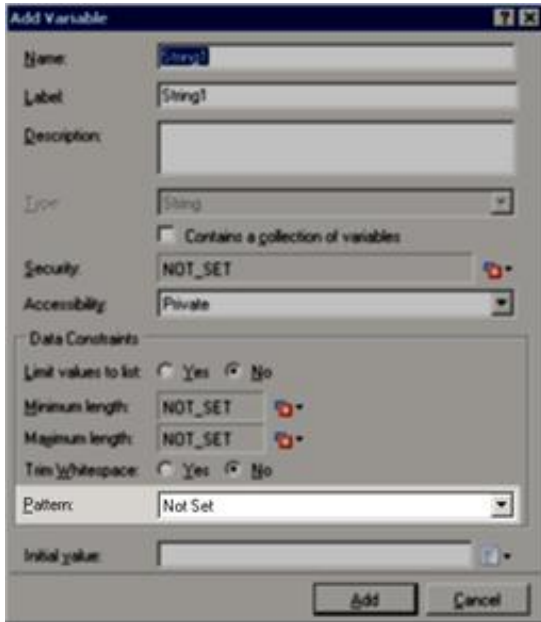 Add Variable
Name: String1
Label: String1
Description:
Type: String
Contains a collection of variables
Security: NOT_SET
Accessibility: Private
Data Constraints
Limit values to list: Yes No
Minimum length: NOT_SET
Maximum length: NOT_SET
Trim Whitespace: Yes No
Pattern: Not Set
Initial value:
Add Cancel